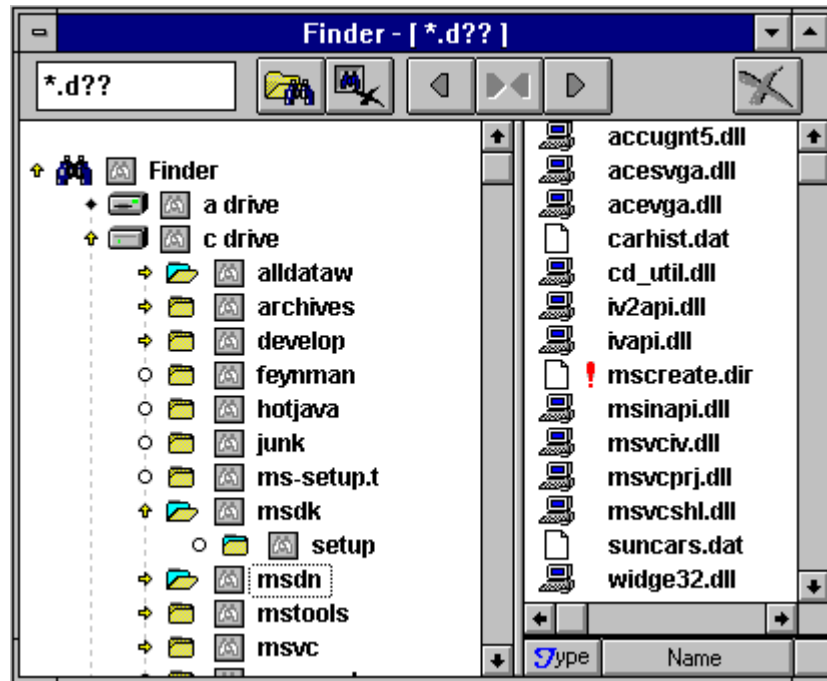 Finder - [ *.d?? ]
*.d??
Finder
a drive
c drive
alldataw
archives
develop
feynman
hotjava
junk
ms-setup.t
msdk
setup
msdn
mstools
msvc
accugnt5.dll
acesvga.dll
acevga.dll
carhist.dat
cd_util.dll
iv2api.dll
ivapi.dll
mscreate.dir
msinapi.dll
msvciv.dll
msvcprj.dll
msvcshl.dll
suncars.dat
widge32.dll
Type Name